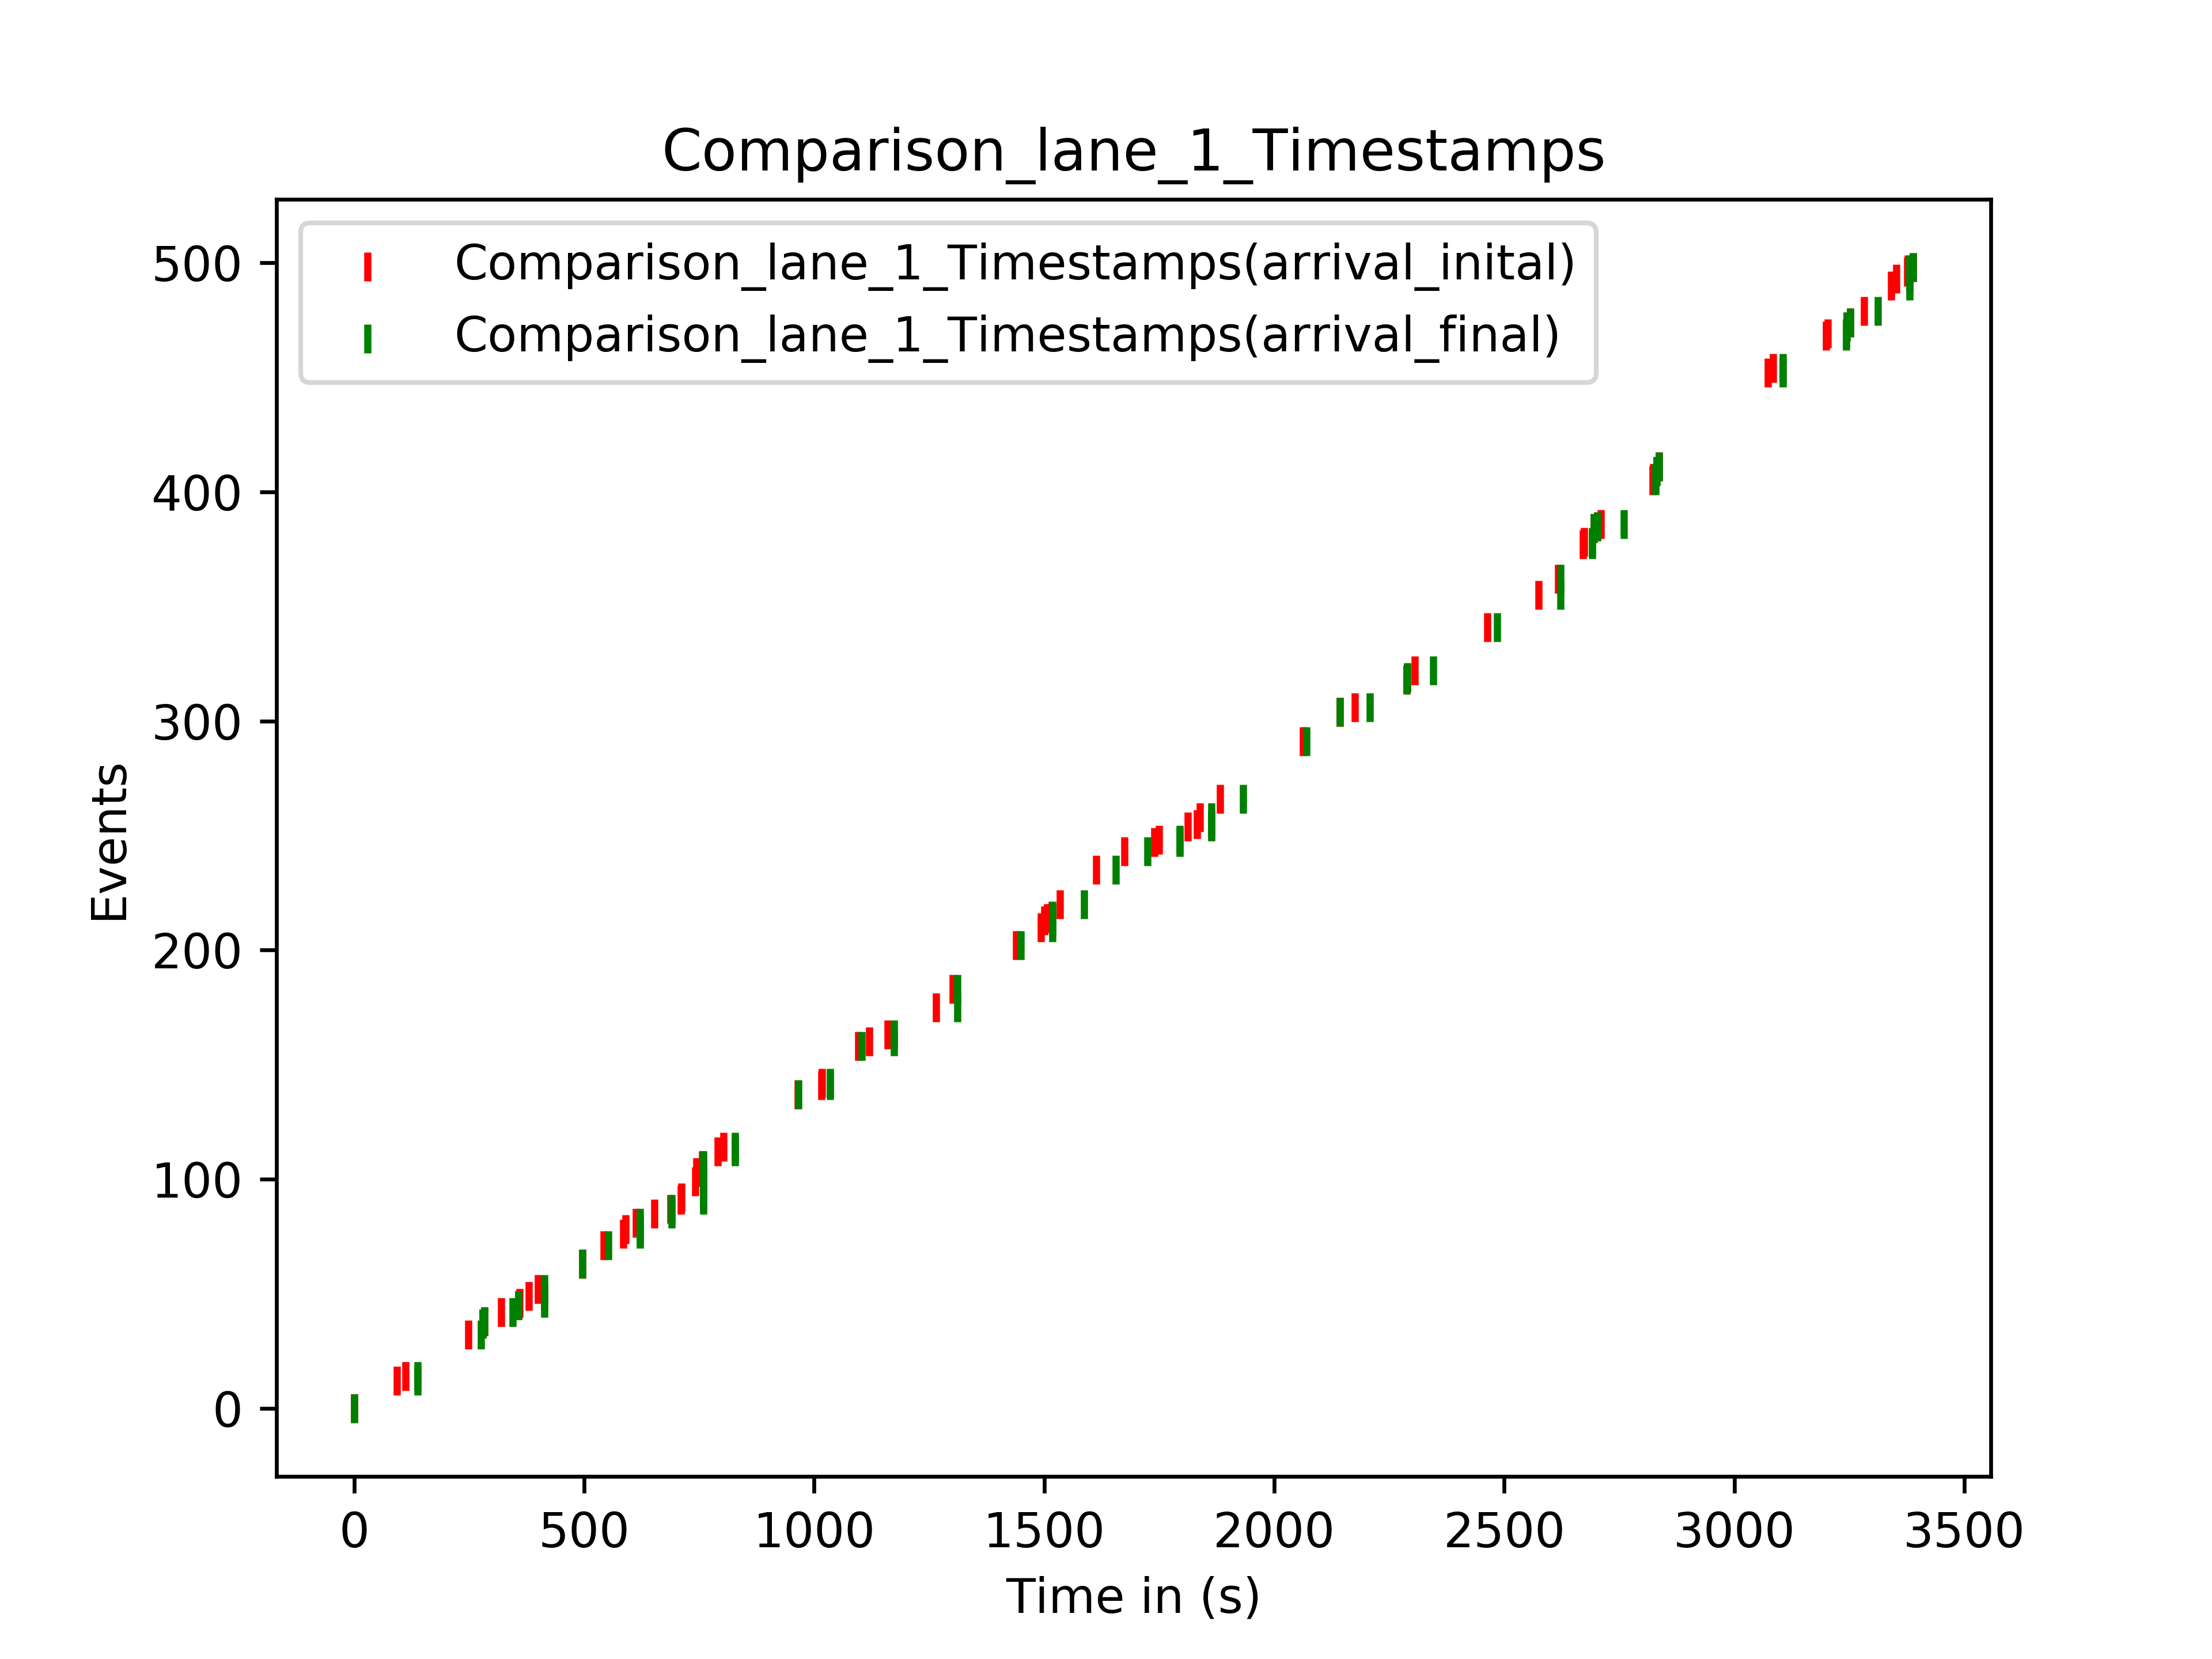 Comparison_lane_1_Timestamps
Comparison_lane_1_Timestamps(arrival_inital)
Comparison_lane_1_Timestamps(arrival_final)
500
400
300
200
100
0
Events
0 500 1000 1500 2000 2500 3000 3500
Time in (s)